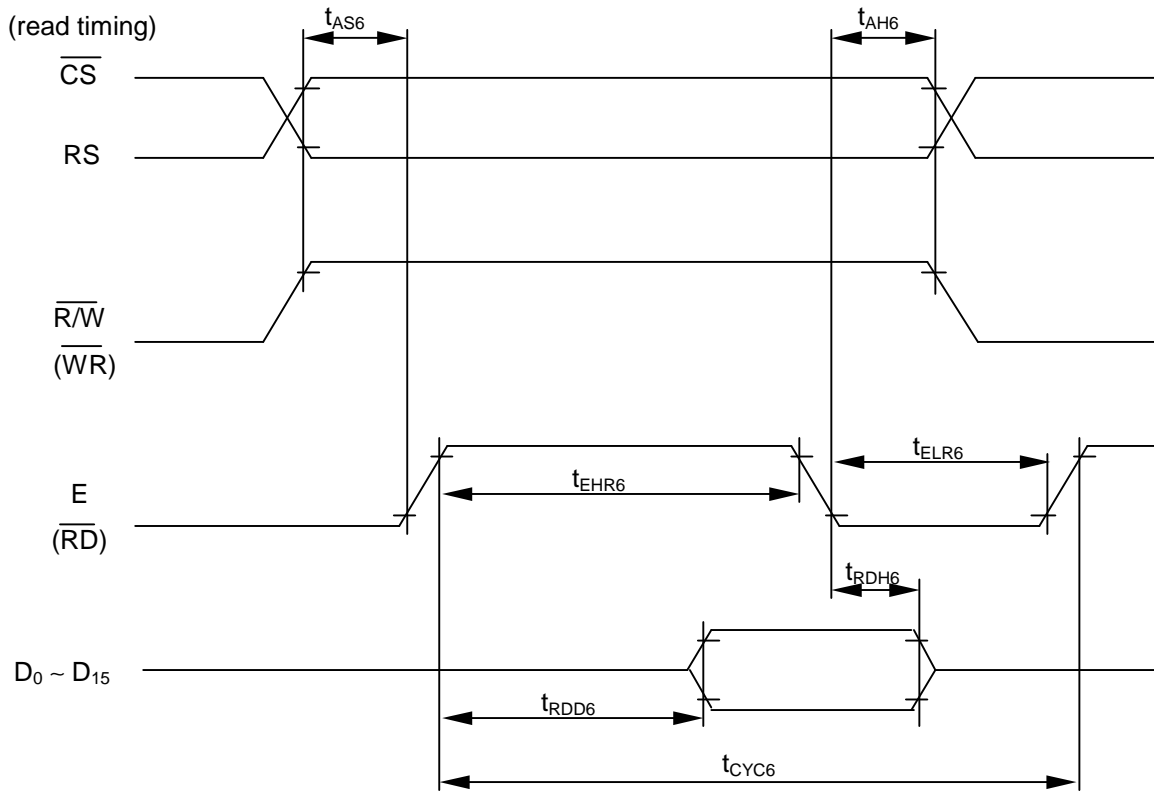 (read timing)
tAS6
tAH6
CS
RS
R/W
(WR)
E
(RD)
tEHR6
tELR6
tRDH6
D0 ~ D15
tRDD6
tCYC6